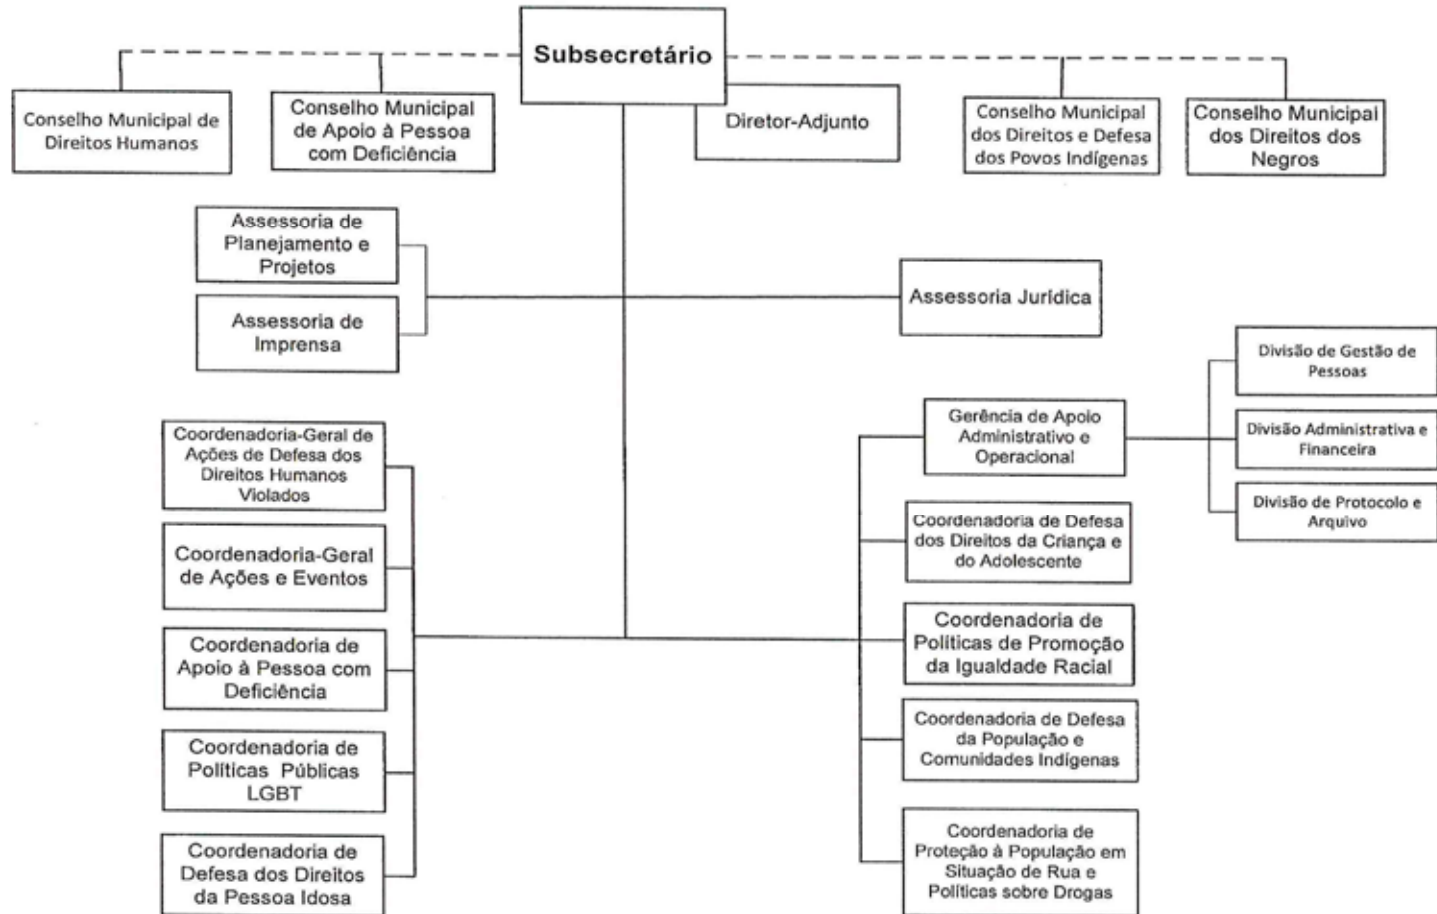 Subsecretário
Diretor-Adjunto
Conselho Municipal de
Direitos Humanos
Conselho Municipal
de Apoio à Pessoa
com Deficiência
Conselho Municipal
dos Direitos e Defesa
dos Povos Indígenas
Conselho Municipal
dos Direitos dos
Negros
Assessoria de
Planejamento e
Projetos
Assessoria de
Imprensa
Assessoria Jurídica
Coordenadoria-Geral de
Ações de Defesa dos
Direitos Humanos
Violados
Coordenadoria-Geral
de Ações e Eventos
Coordenadoria de
Apoio à Pessoa com
Deficiência
Coordenadoria de
Políticas Públicas
LGBT
Coordenadoria de
Defesa dos Direitos
da Pessoa Idosa
Gerência de Apoio
Administrativo e
Operacional
Divisão de Gestão de
Pessoas
Divisão Administrativa e
Financeira
Divisão de Protocolo e
Arquivo
Coordenadoria de Defesa
dos Direitos da Criança e
do Adolescente
Coordenadoria de
Políticas de Promoção
da Igualdade Racial
Coordenadoria de Defesa
da População e
Comunidades Indígenas
Coordenadoria de
Proteção à População em
Situação de Rua e
Políticas sobre Drogas